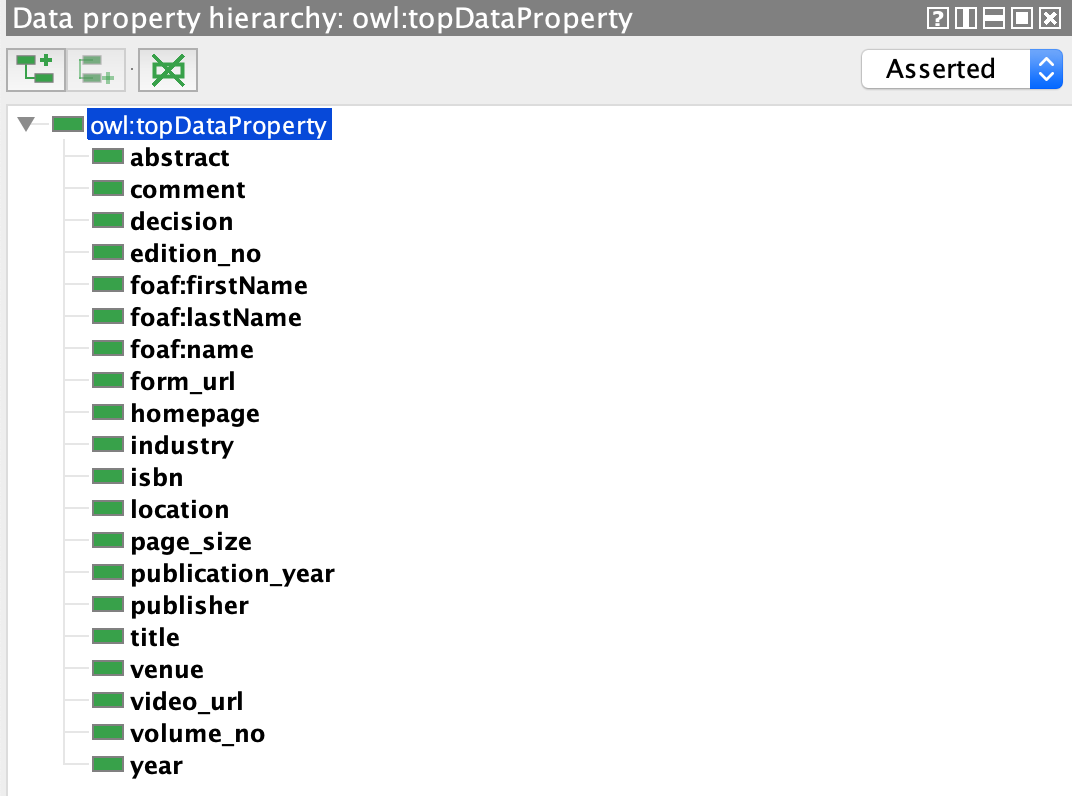 Data property hierarchy: owl:topDataProperty
Asserted
owl:topDataProperty
abstract
comment
decision
edition_no
foaf:firstName
foaf:lastName
foaf:name
form_url
homepage
industry
isbn
location
page_size
publication_year
publisher
title
venue
video_url
volume_no
year